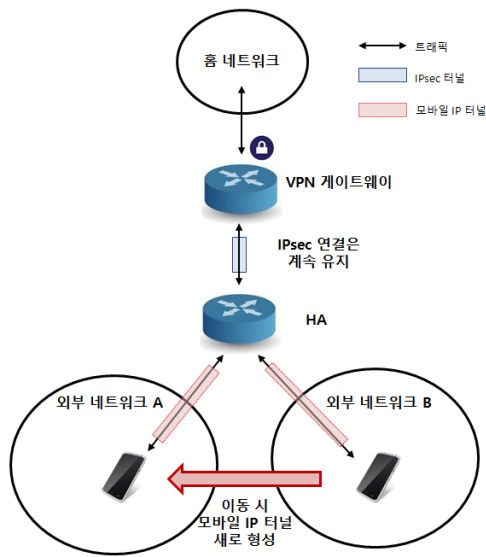 홈 네트워크
트래픽
IPsec 터널
모바일 IP 터널
VPN 게이트웨이
IPsec 연결은
계속 유지
HA
외부 네트워크 A
외부 네트워크 B
이동 시
모바일 IP 터널
새로 형성